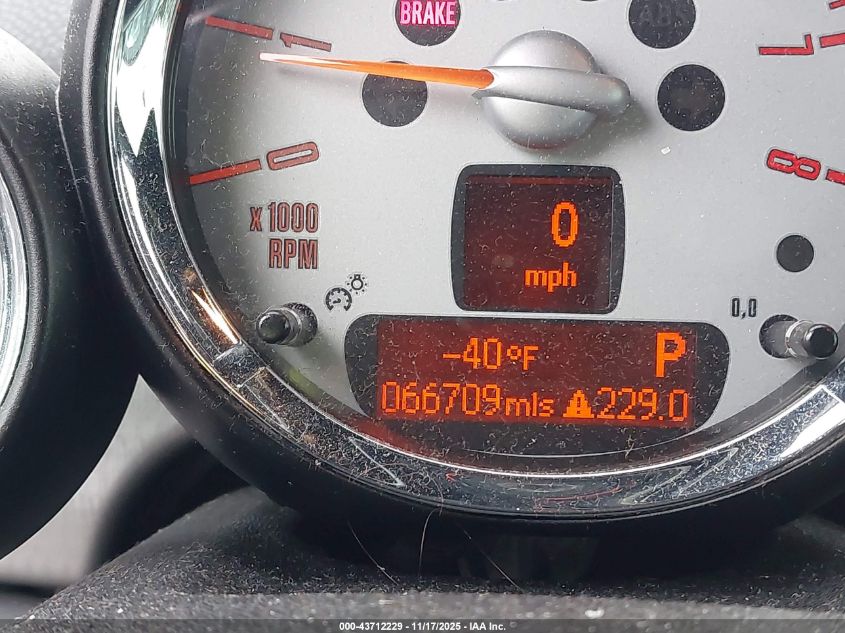 BRAKE
ABS
1
7
0
8
x 1000
RPM
0
mph
0,0
-40°F P
066709mls 229.0
000-43712229 - 11/17/2025 - IAA Inc.